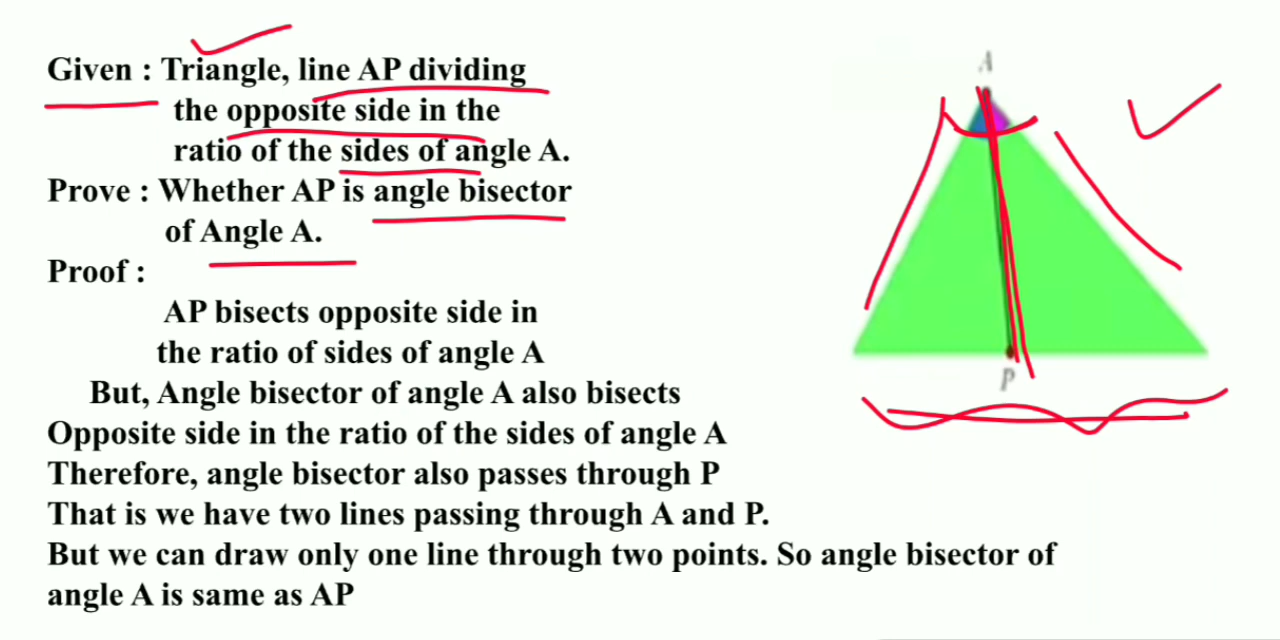 Given : Triangle, line AP dividing
the opposite side in the
ratio of the sides of angle A.
Prove : Whether AP is angle bisector
of Angle A.
Proof :
AP bisects opposite side in
the ratio of sides of angle A
But, Angle bisector of angle A also bisects
Opposite side in the ratio of the sides of angle A
Therefore, angle bisector also passes through P
That is we have two lines passing through A and P.
But we can draw only one line through two points. So angle bisector of
angle A is same as AP
A
P